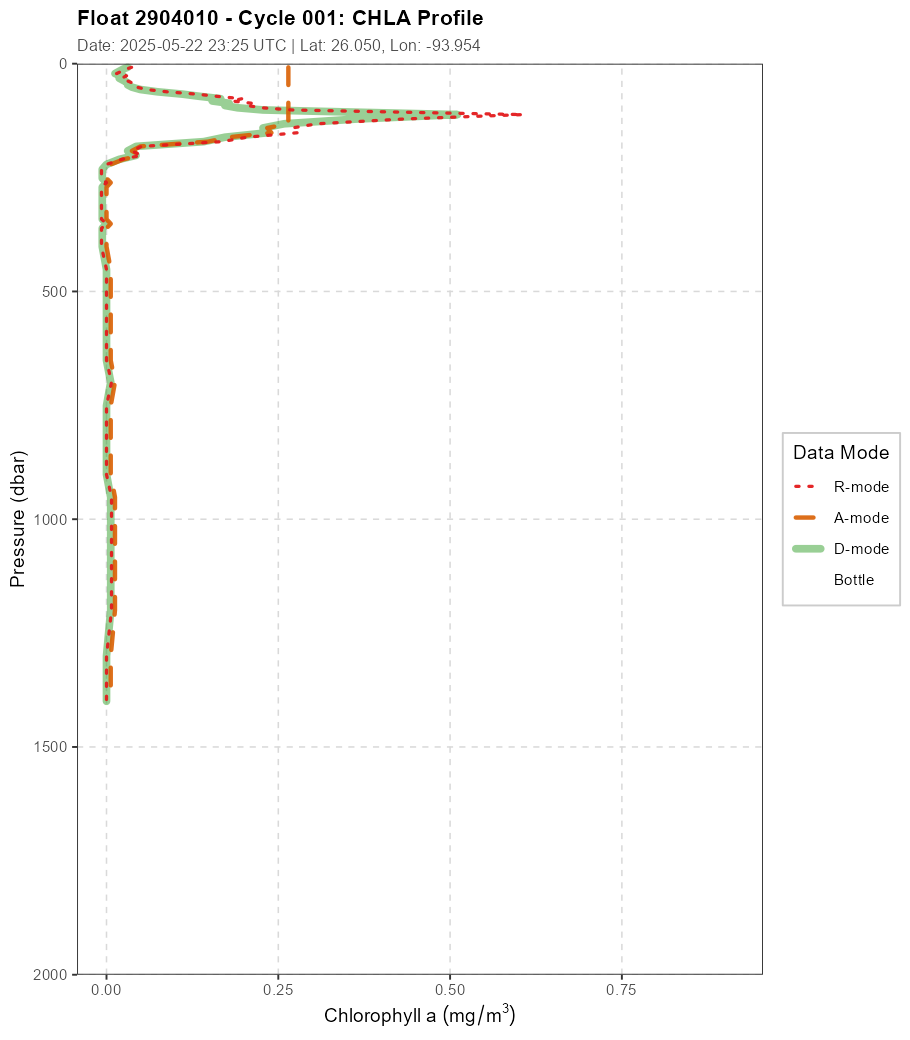 Float 2904010 - Cycle 001: CHLA Profile
Date: 2025-05-22 23:25 UTC | Lat: 26.050, Lon: -93.954
0
500
1000
1500
2000
Pressure (dbar)
0.00 0.25 0.50 0.75
Chlorophyll a (mg/m³)
Data Mode
R-mode
A-mode
D-mode
Bottle